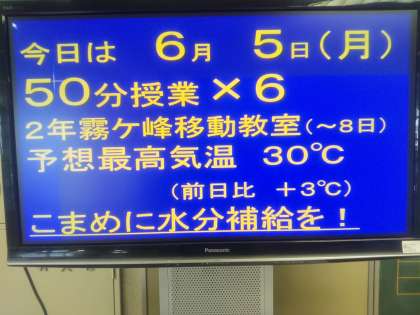 今日は 6月 5日(月)
50分授業×6
2年霧ケ峰移動教室(～8日)
予想最高気温 30℃
(前日比 +3℃)
こまめに水分補給を！
Panasonic